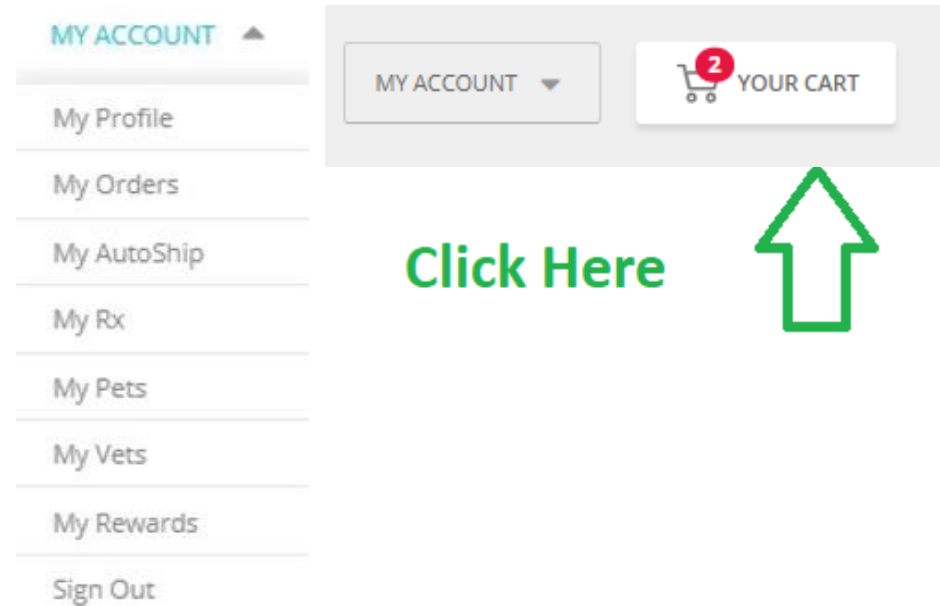 MY ACCOUNT
My Profile
My Orders
My AutoShip
My Rx
My Pets
My Vets
My Rewards
Sign Out
MY ACCOUNT
2
YOUR CART
Click Here